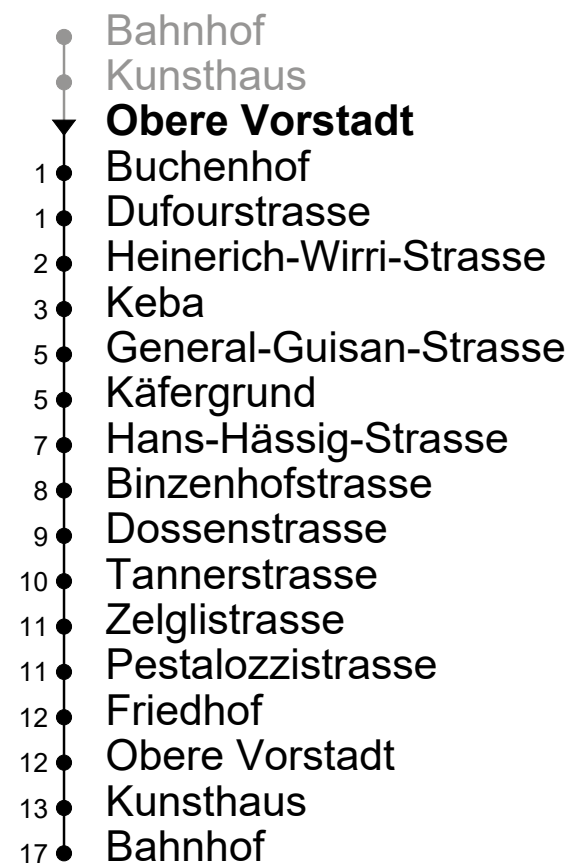 Bahnhof
Kunsthaus
Obere Vorstadt
1 Buchenhof
1 Dufourstrasse
2 Heinerich-Wirri-Strasse
3 Keba
5 General-Guisan-Strasse
5 Käfergrund
7 Hans-Hässig-Strasse
8 Binzenhofstrasse
9 Dossenstrasse
10 Tannerstrasse
11 Zelglistrasse
11 Pestalozzistrasse
12 Friedhof
12 Obere Vorstadt
13 Kunsthaus
17 Bahnhof